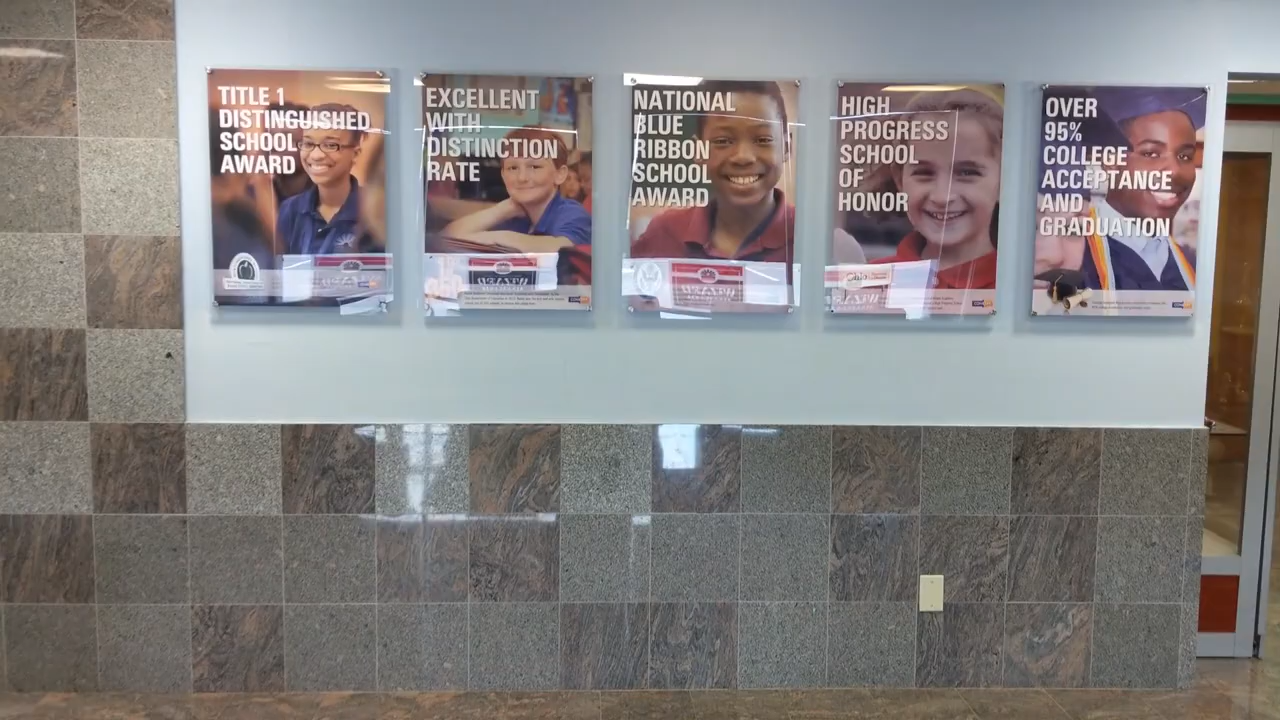 TITLE 1
DISTINGUISHED
SCHOOL
AWARD
EXCELLENT
WITH
DISTINCTION
RATE
NATIONAL
BLUE
RIBBON
SCHOOL
AWARD
HIGH
PROGRESS
SCHOOL
OF
HONOR
Ohio
OVER
95%
COLLEGE
ACCEPTANCE
AND
GRADUATION